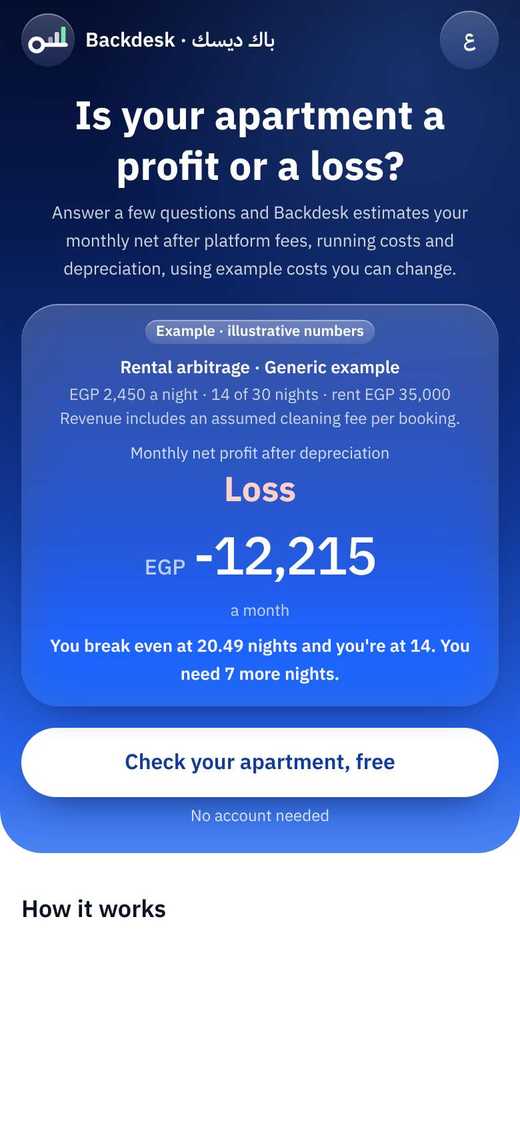 Backdesk · باك ديسك
ع
Is your apartment a
profit or a loss?
Answer a few questions and Backdesk estimates your
monthly net after platform fees, running costs and
depreciation, using example costs you can change.
Example · illustrative numbers
Rental arbitrage · Generic example
EGP 2,450 a night · 14 of 30 nights · rent EGP 35,000
Revenue includes an assumed cleaning fee per booking.
Monthly net profit after depreciation
Loss
EGP -12,215
a month
You break even at 20.49 nights and you're at 14. You
need 7 more nights.
Check your apartment, free
No account needed
How it works